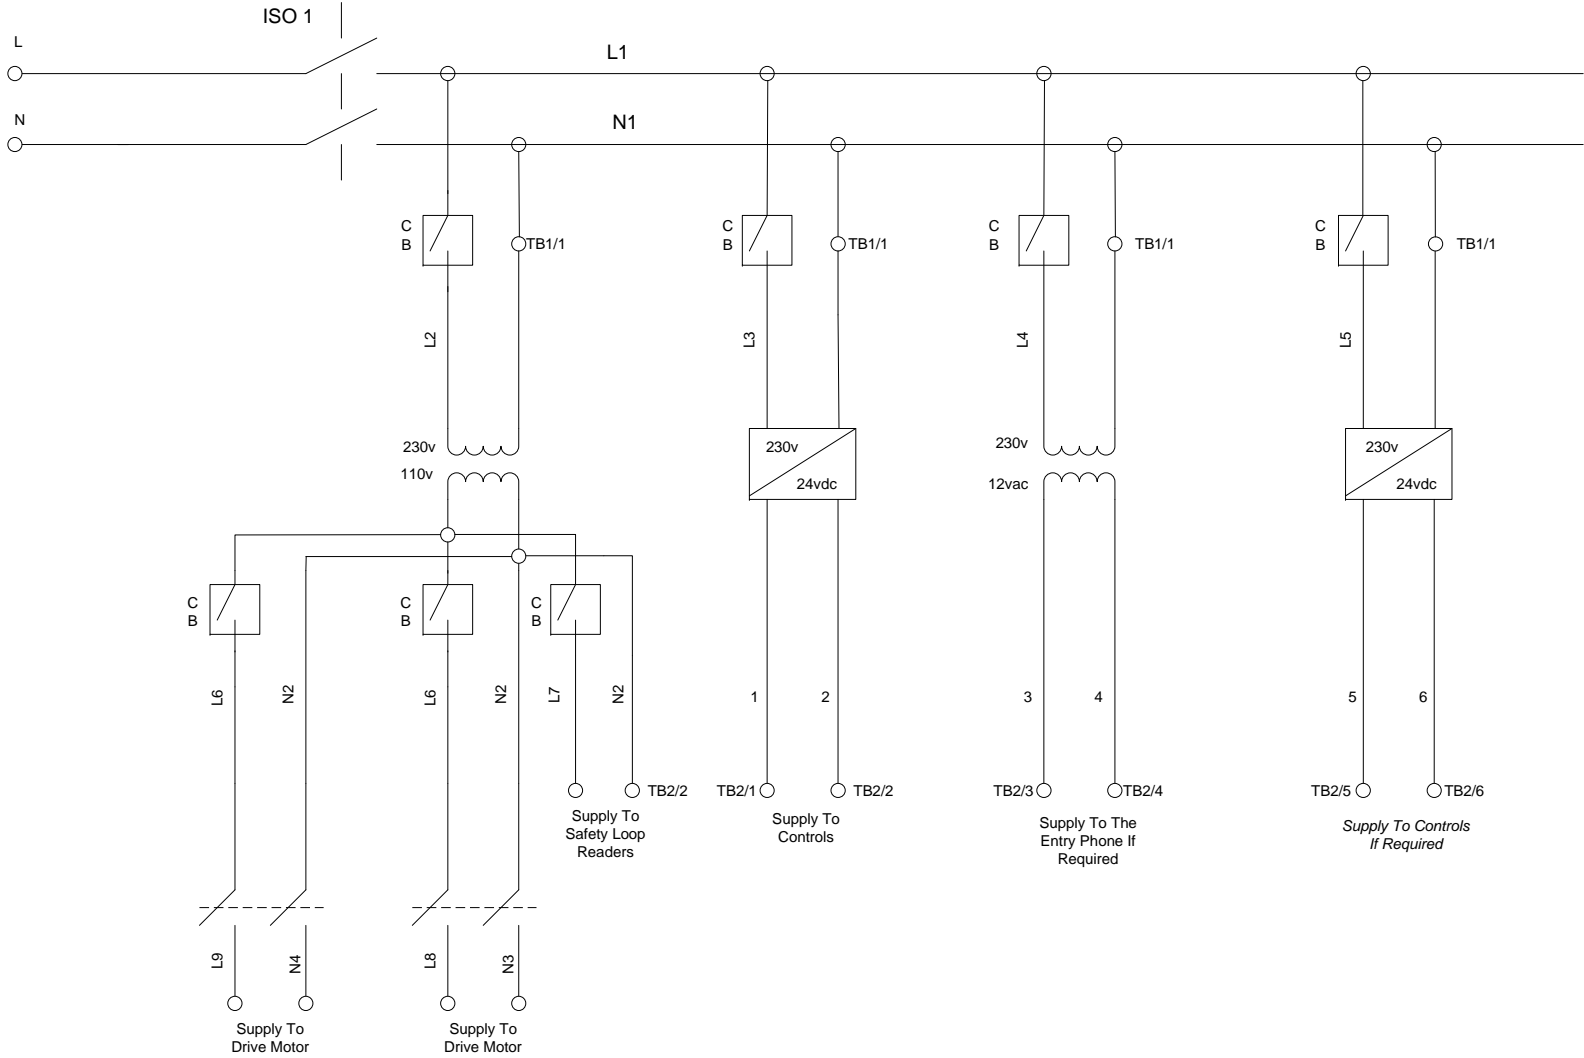 ISO 1
L
L1
N
N1
C
B
TB1/1
C
B
TB1/1
C
B
TB1/1
C
B
TB1/1
L2
L3
L4
L5
230v
110v
230v
24vdc
230v
12vac
230v
24vdc
C
B
C
B
C
B
L6
N2
L6
N2
L7
N2
1
2
3
4
5
6
TB2/2
TB2/1
TB2/2
TB2/3
TB2/4
TB2/5
TB2/6
Supply To
Safety Loop
Readers
Supply To
Controls
Supply To The
Entry Phone If
Required
Supply To Controls
If Required
L9
N4
L8
N3
Supply To
Drive Motor
Supply To
Drive Motor